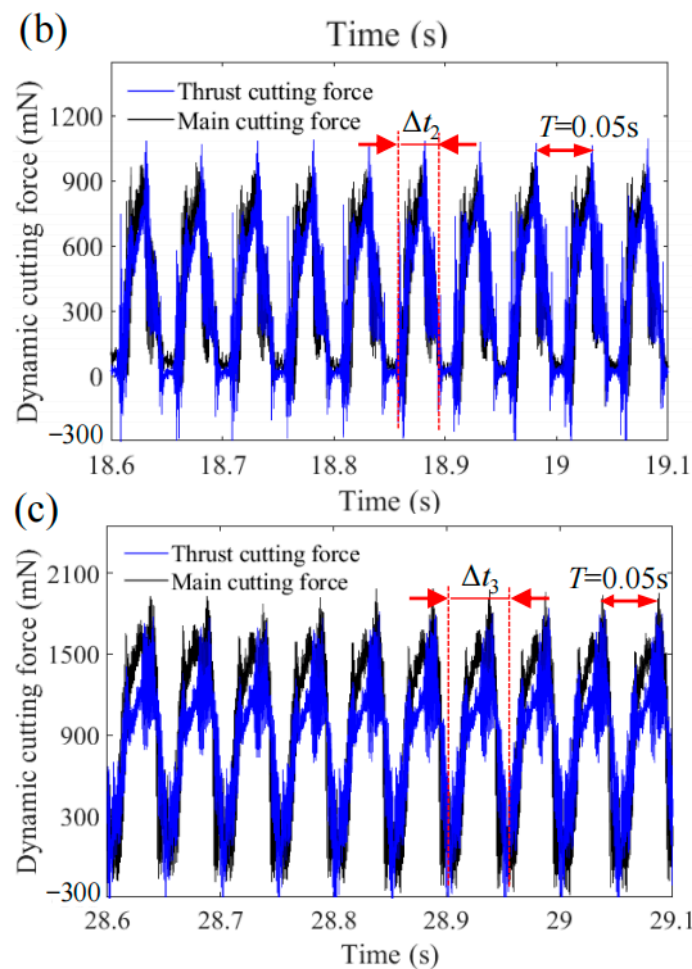 (b)
Time (s)
Dynamic cutting force (mN)
1200
900
600
300
0
−300
Thrust cutting force
Main cutting force
Δt2
T=0.05s
18.6 18.7 18.8 18.9 19 19.1
Time (s)
(c)
Dynamic cutting force (mN)
2100
1500
900
300
−300
Thrust cutting force
Main cutting force
Δt3
T=0.05s
28.6 28.7 28.8 28.9 29 29.1
Time (s)